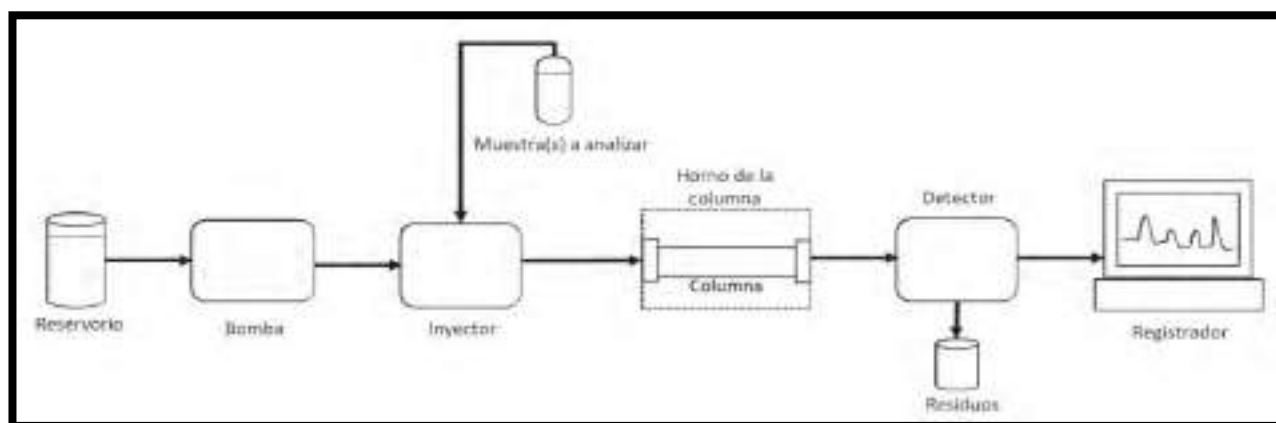 Muestra(s) a analizar
Horno de la
columna
Detector
Columna
Reservorio
Bomba
Inyector
Registrador
Residuos